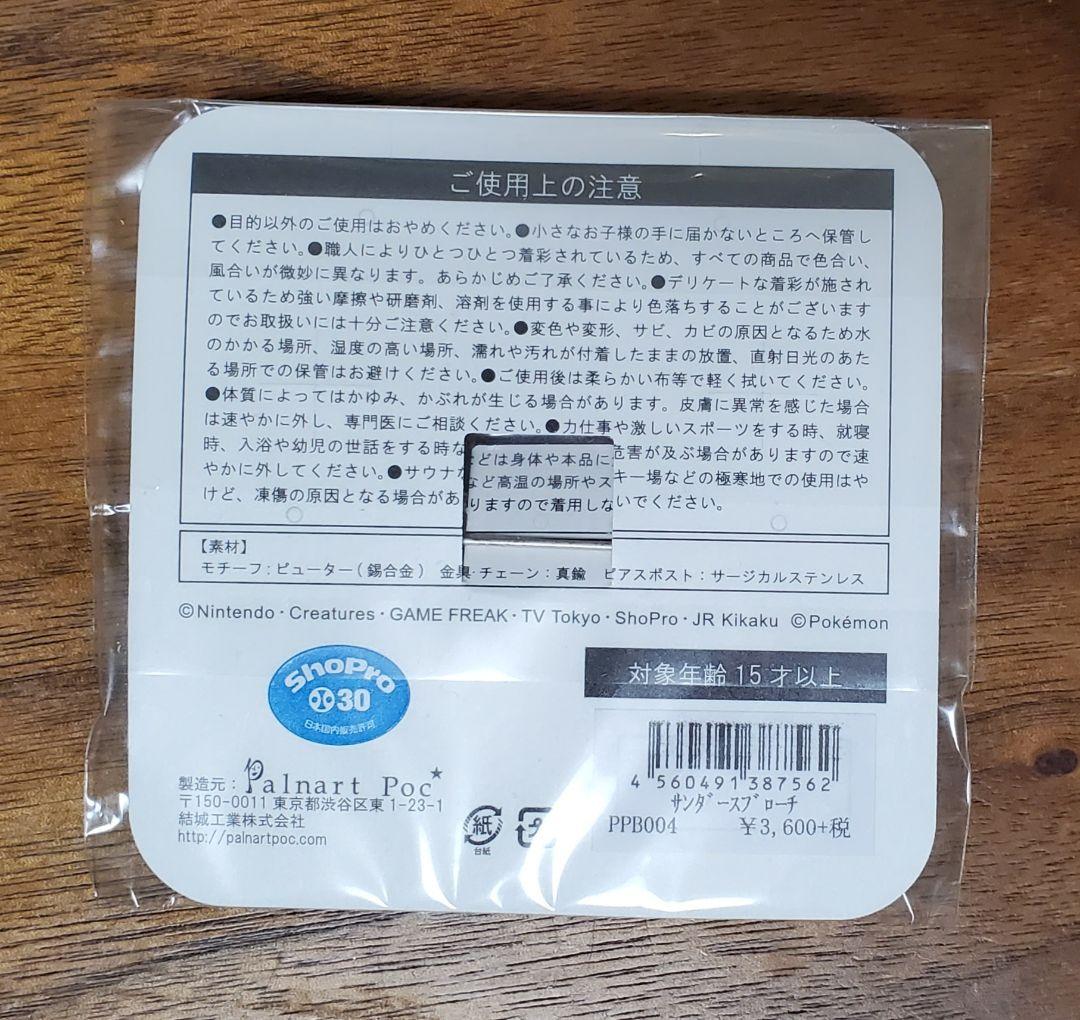 ご使用上の注意
●目的以外のご使用はおやめください。●小さなお子様の手に届かないところへ保管し
てください。●職人によりひとつひとつ着彩されているため、すべての商品で色合い、
風合いが微妙に異なります。あらかじめご了承ください。●デリケートな着彩が施され
ているため強い摩擦や研磨剤、溶剤を使用する事により色落ちすることがございます
のでお取扱いには十分ご注意ください。●変色や変形、サビ、カビの原因となるため水
のかかる場所、湿度の高い場所、濡れや汚れが付着したままの放置、直射日光のあた
る場所での保管はお避けください。●ご使用後は柔らかい布等で軽く拭いてください。
●体質によってはかゆみ、かぶれが生じる場合があります。皮膚に異常を感じた場合
は速やかに外し、専門医にご相談ください。●力仕事や激しいスポーツをする時、就寝
時、入浴や幼児の世話をする時などは身体や本品に危害が及ぶ場合がありますので速
やかに外してください。●サウナなど高温の場所やスキー場などの極寒地での使用はや
けど、凍傷の原因となる場合がありますので着用しないでください。
【素材】
モチーフ:ピューター(錫合金) 金具･チェーン:真鍮 ピアスポスト:サージカルステンレス
©Nintendo・Creatures・GAME FREAK・TV Tokyo・ShoPro・JR Kikaku ©Pokémon
ShoPro
30
日本国内販売許可
対象年齢15才以上
4 560491 387562
サンダースブローチ
PPB004 ￥3,600+税
製造元: Palnart Poc★
〒150-0011 東京都渋谷区東 1-23-1
結城工業株式会社
http://palnartpoc.com
紙
台紙